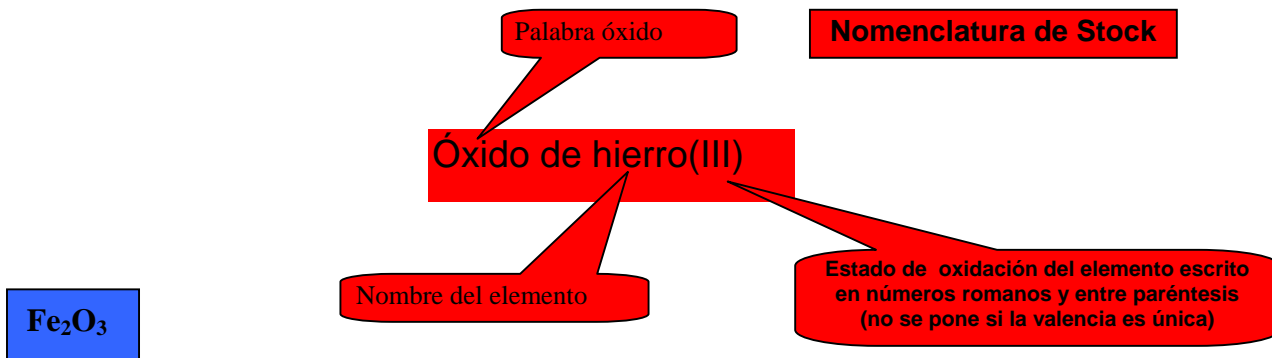 Palabra óxido
Nomenclatura de Stock
Óxido de hierro(III)
Nombre del elemento
Estado de oxidación del elemento escrito
en números romanos y entre paréntesis
(no se pone si la valencia es única)
Fe₂O₃